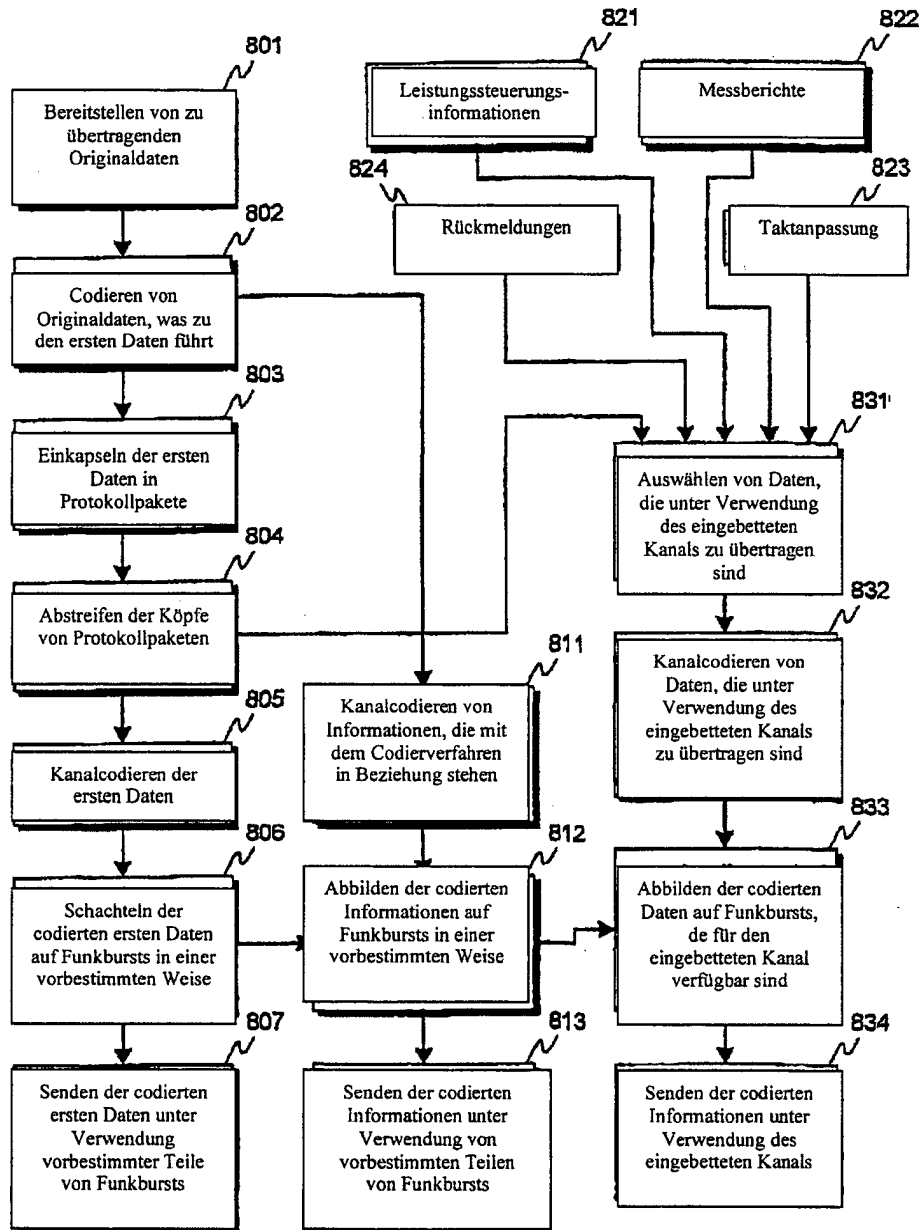 801
Bereitstellen von zu
übertragenden
Originaldaten
802
Codieren von
Originaldaten, was zu
den ersten Daten führt
803
Einkapseln der ersten
Daten in
Protokollpakete
804
Abstreifen der Köpfe
von Protokollpaketen
805
Kanalcodieren der
ersten Daten
806
Schachteln der
codierten ersten Daten
auf Funkbursts in einer
vorbestimmten Weise
807
Senden der codierten
ersten Daten unter
Verwendung
vorbestimmter Teile
von Funkbursts
811
Kanalcodieren von
Informationen, die mit
dem Codierverfahren
in Beziehung stehen
812
Abbilden der codierten
Informationen auf
Funkbursts in einer
vorbestimmten Weise
813
Senden der codierten
Informationen unter
Verwendung von
vorbestimmten Teilen
von Funkbursts
821
Leistungssteuerungs-
informationen
822
Messberichte
824
Rückmeldungen
823
Taktanpassung
831
Auswählen von Daten,
die unter Verwendung
des eingebetteten
Kanals zu übertragen
sind
832
Kanalcodieren von
Daten, die unter
Verwendung des
eingebetteten Kanals
zu übertragen sind
833
Abbilden der codierten
Daten auf Funkbursts,
de für den
eingebetteten Kanal
verfügbar sind
834
Senden der codierten
Informationen unter
Verwendung des
eingebetteten Kanals